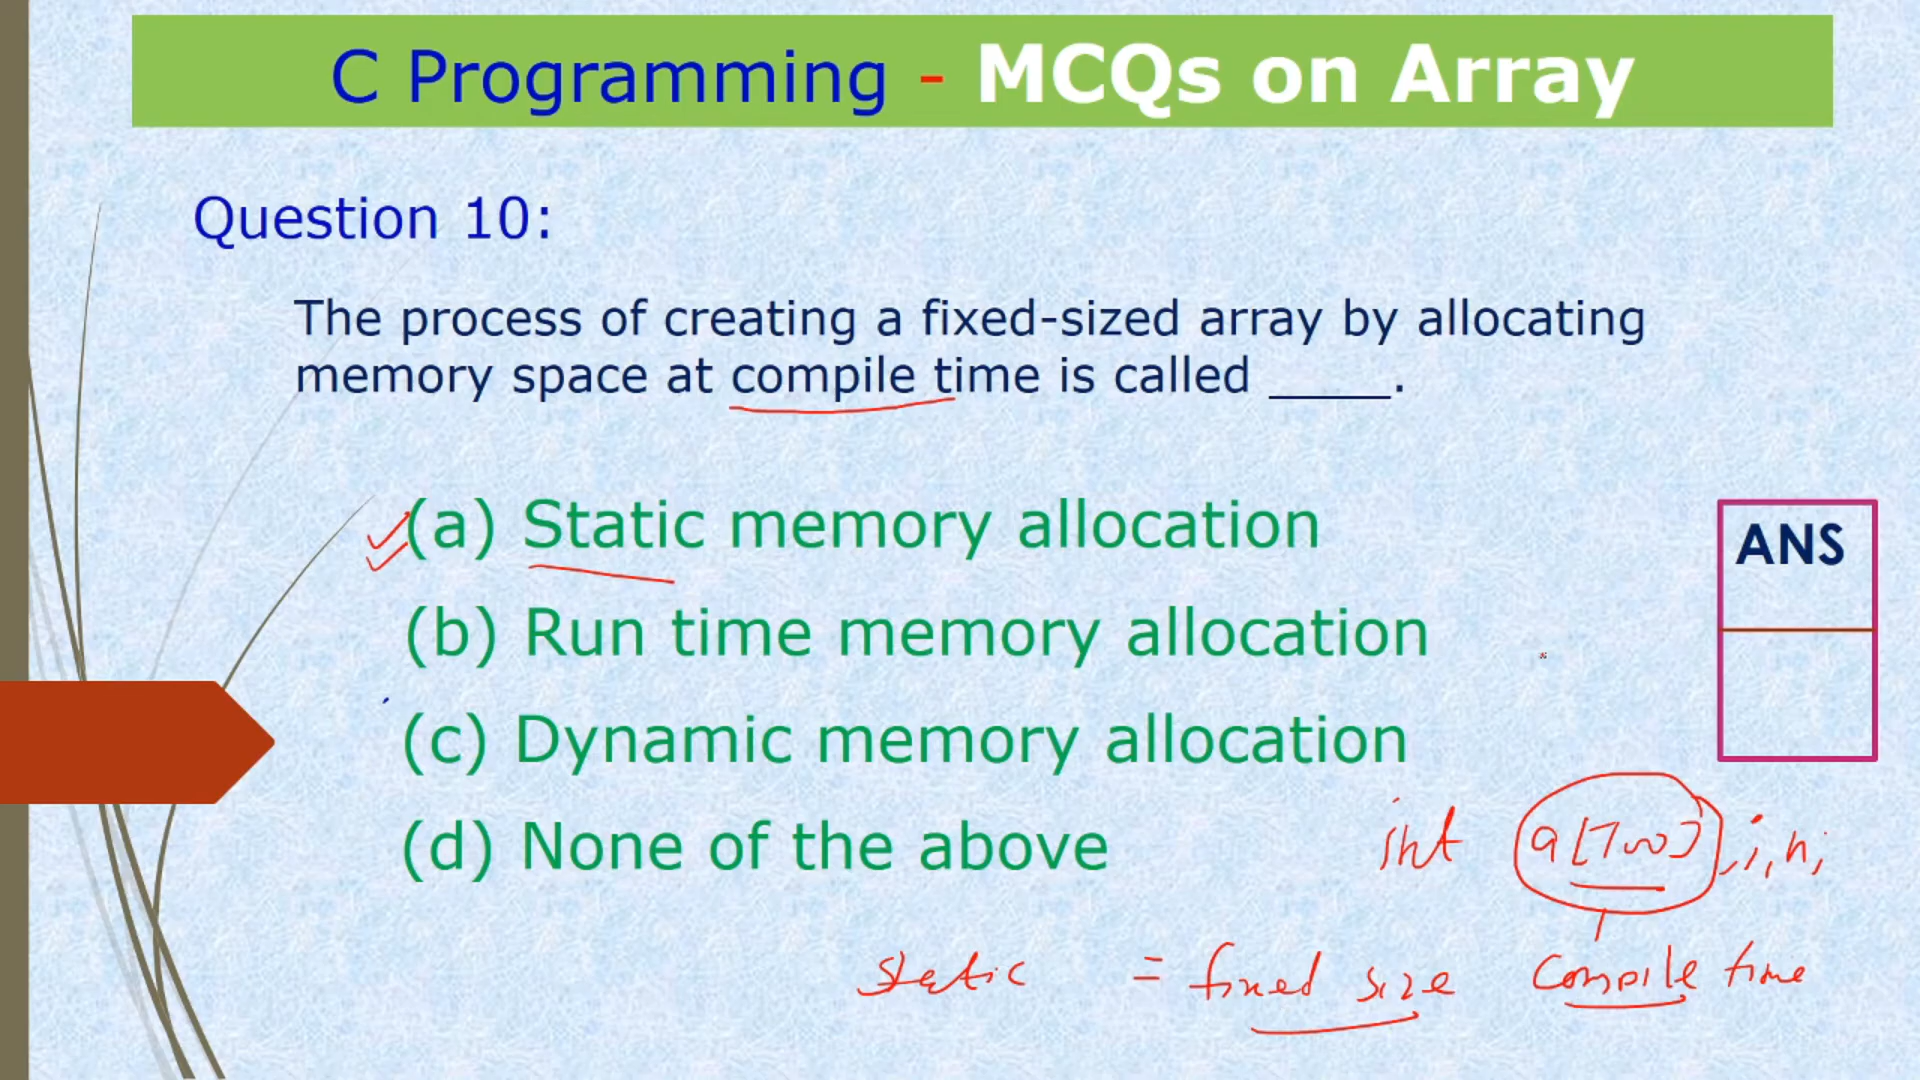 C Programming - MCQs on Array
Question 10:
The process of creating a fixed-sized array by allocating
memory space at compile time is called _____.
(a) Static memory allocation
(b) Run time memory allocation
(c) Dynamic memory allocation
(d) None of the above
ANS
int a[100], i, n;
static = fixed size compile time